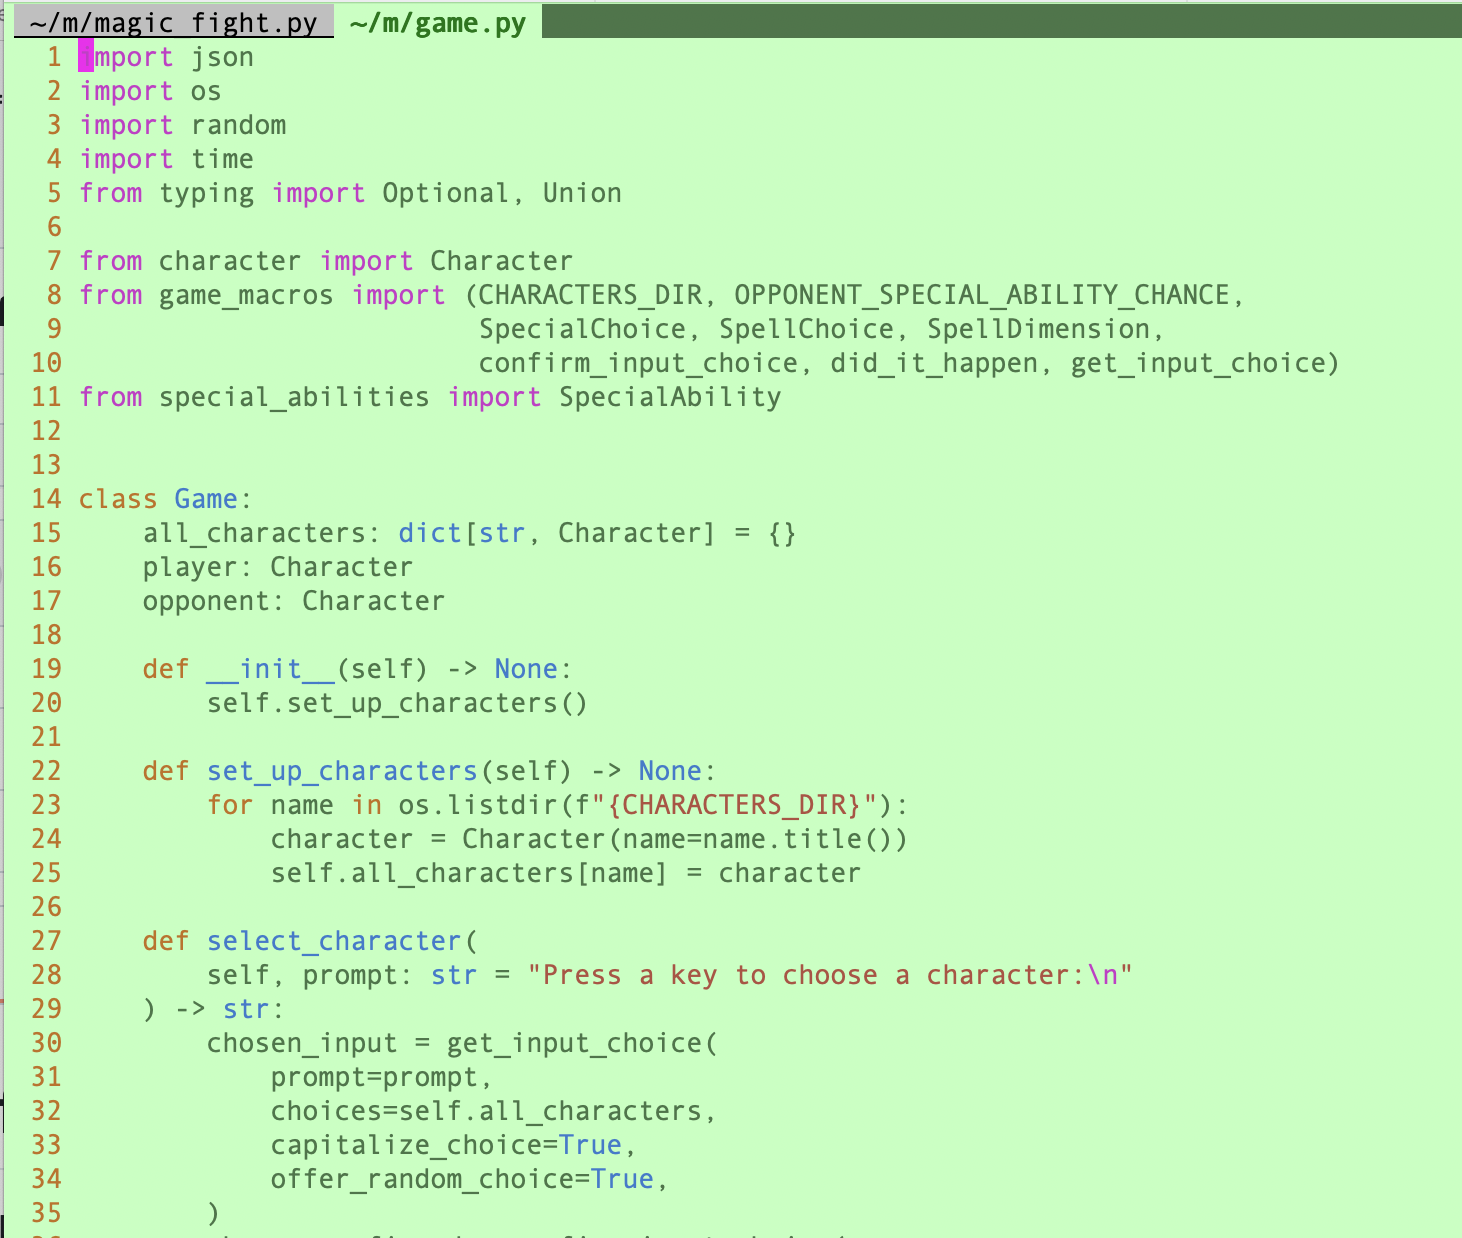 ~/m/magic_fight.py ~/m/game.py
1 import json
2 import os
3 import random
4 import time
5 from typing import Optional, Union
6
7 from character import Character
8 from game_macros import (CHARACTERS_DIR, OPPONENT_SPECIAL_ABILITY_CHANCE,
9                          SpecialChoice, SpellChoice, SpellDimension,
10                          confirm_input_choice, did_it_happen, get_input_choice)
11 from special_abilities import SpecialAbility
12
13
14 class Game:
15     all_characters: dict[str, Character] = {}
16     player: Character
17     opponent: Character
18
19     def __init__(self) -> None:
20         self.set_up_characters()
21
22     def set_up_characters(self) -> None:
23         for name in os.listdir(f"{CHARACTERS_DIR}"):
24             character = Character(name=name.title())
25             self.all_characters[name] = character
26
27     def select_character(
28         self, prompt: str = "Press a key to choose a character:\n"
29     ) -> str:
30         chosen_input = get_input_choice(
31             prompt=prompt,
32             choices=self.all_characters,
33             capitalize_choice=True,
34             offer_random_choice=True,
35         )